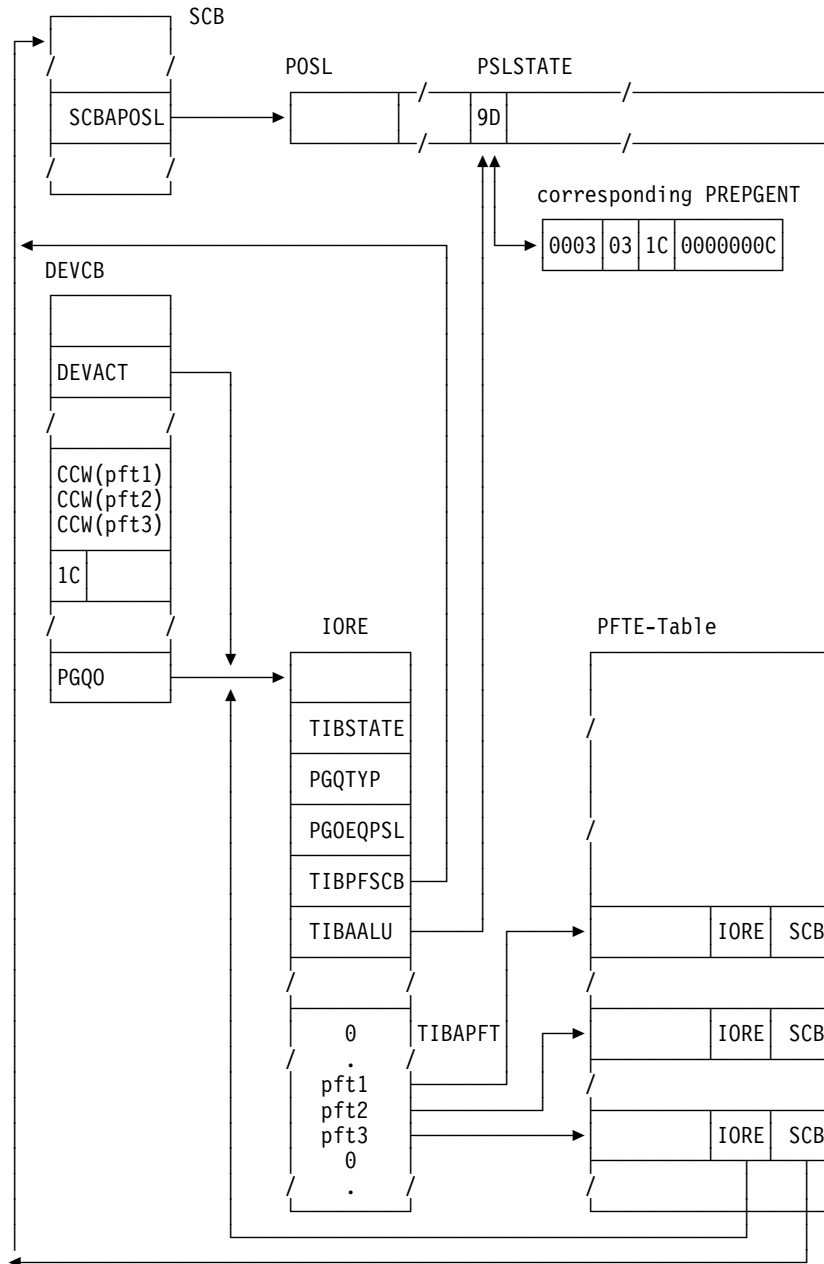 SCB
POSL PSLSTATE
SCBAPOSL
9D
corresponding PREPGENT
0003 03 1C 0000000C
DEVCB
DEVACT
CCW(pft1)
CCW(pft2)
CCW(pft3)
1C
IORE PFTE-Table
PGQO
TIBSTATE
PGQTYP
PGOEQPSL
TIBPFSCB
TIBAALU IORE SCB
0 TIBAPFT IORE SCB
.
pft1
pft2
pft3 IORE SCB
0
.